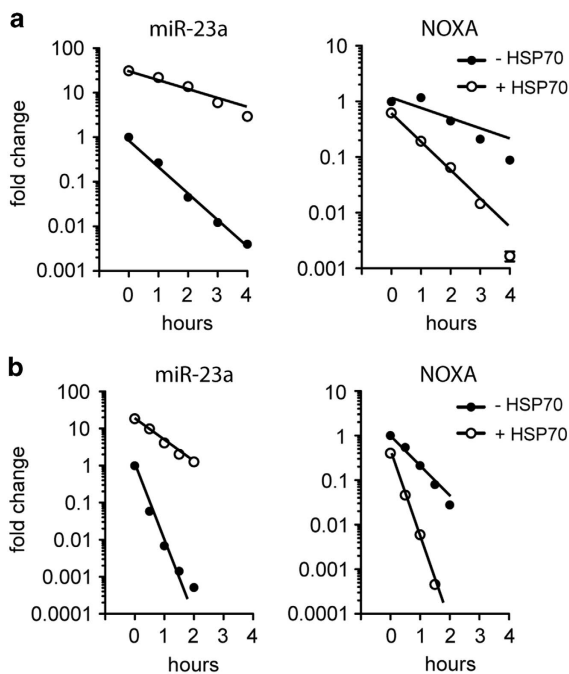 a
miR-23a
NOXA
fold change
100
10
1
0.1
0.01
0.001
0 1 2 3 4
hours
10
1
0.1
0.01
0.001
0 1 2 3 4
hours
- HSP70
+ HSP70
b
miR-23a
NOXA
fold change
100
10
1
0.1
0.01
0.001
0.0001
0 1 2 3 4
hours
10
1
0.1
0.01
0.001
0.0001
0 1 2 3 4
hours
- HSP70
+ HSP70